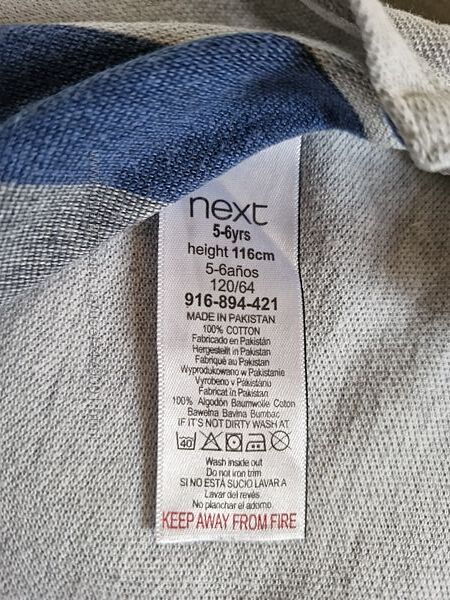 next
5-6yrs
height 116cm
5-6años
120/64
916-894-421
MADE IN PAKISTAN
100% COTTON
Fabricado en Pakistán
Hergestellt in Pakistan
Fabriqué au Pakistan
Wyprodukowano w Pakistanie
Vyrobeno v Pákistánu
Fabricat în Pakistan
100% Algodón Baumwolle Coton
Bawełna Bavlna Bumbac
IF IT'S NOT DIRTY WASH AT
40
Wash inside out
Do not iron trim
SI NO ESTÁ SUCIO LAVAR A
Lavar del revés
No planchar el adorno
KEEP AWAY FROM FIRE